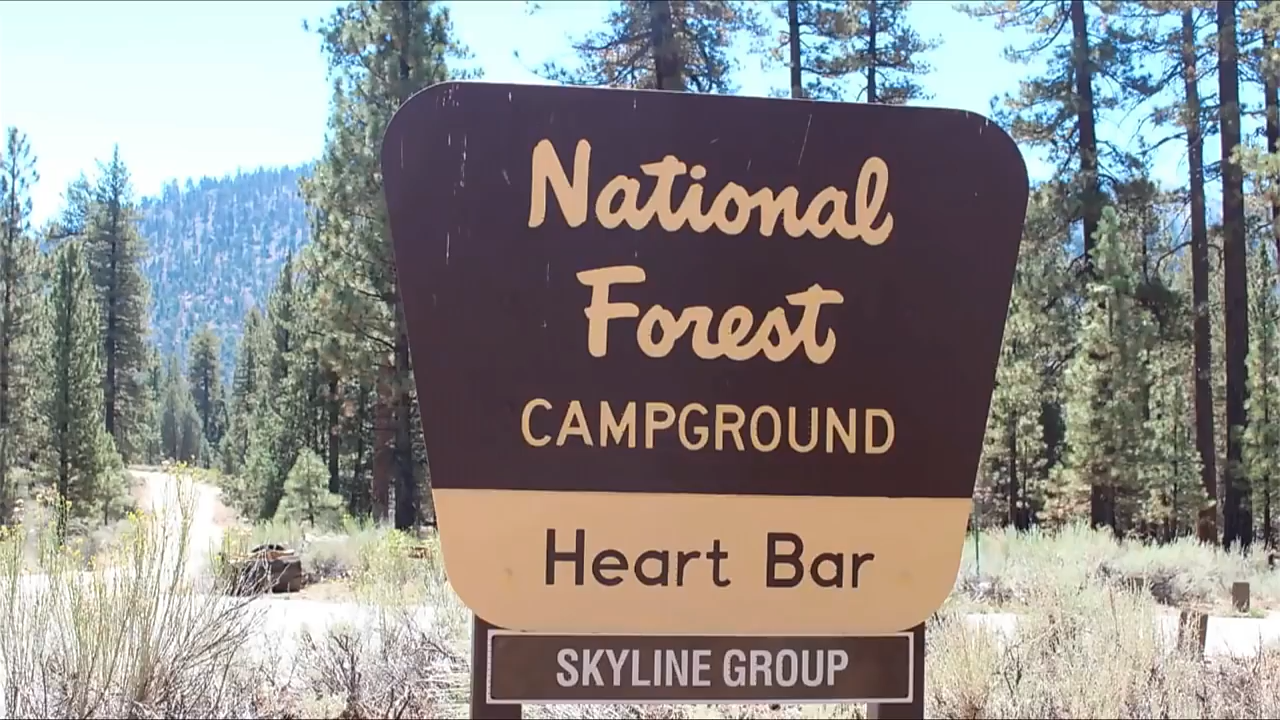 National
Forest
CAMPGROUND
Heart Bar
SKYLINE GROUP